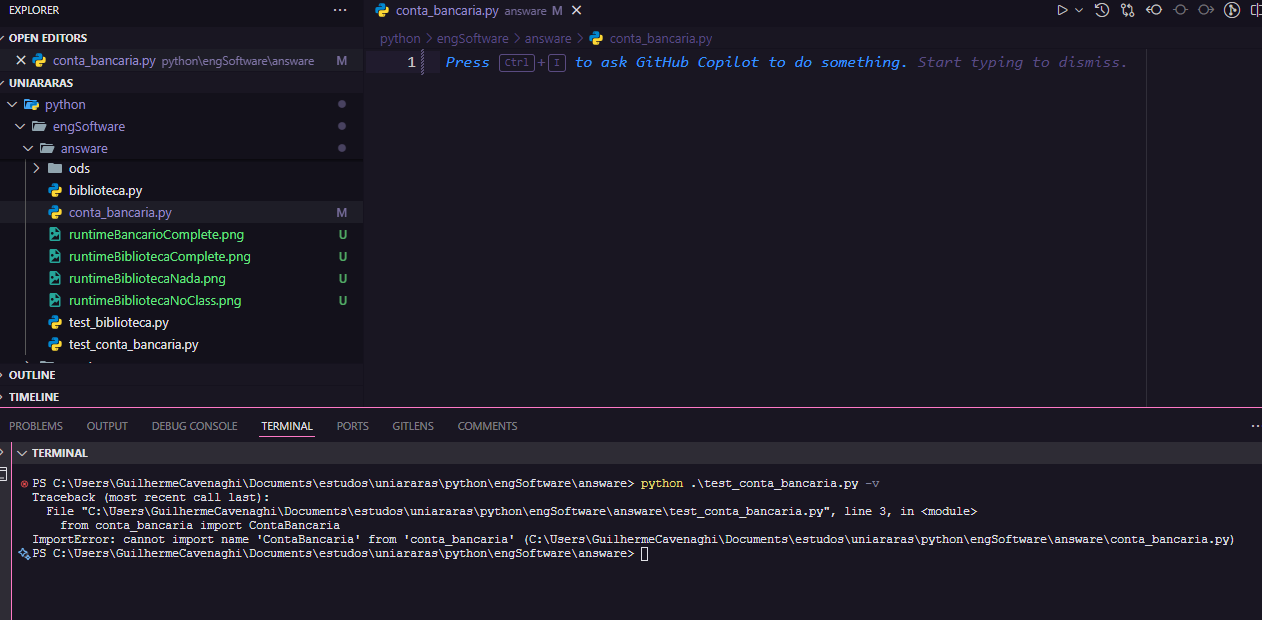 EXPLORER
OPEN EDITORS
conta_bancaria.py python\engSoftware\answare M
UNIARARAS
python
engSoftware
answare
ods
biblioteca.py
conta_bancaria.py M
runtimeBancarioComplete.png U
runtimeBibliotecaComplete.png U
runtimeBibliotecaNada.png U
runtimeBibliotecaNoClass.png U
test_biblioteca.py
test_conta_bancaria.py
OUTLINE
TIMELINE
conta_bancaria.py answare M
python > engSoftware > answare > conta_bancaria.py
1 Press Ctrl+I to ask GitHub Copilot to do something. Start typing to dismiss.
PROBLEMS OUTPUT DEBUG CONSOLE TERMINAL PORTS GITLENS COMMENTS
TERMINAL
PS C:\Users\GuilhermeCavenaghi\Documents\estudos\uniararas\python\engSoftware\answare> python .\test_conta_bancaria.py -v
Traceback (most recent call last):
File "C:\Users\GuilhermeCavenaghi\Documents\estudos\uniararas\python\engSoftware\answare\test_conta_bancaria.py", line 3, in <module>
from conta_bancaria import ContaBancaria
ImportError: cannot import name 'ContaBancaria' from 'conta_bancaria' (C:\Users\GuilhermeCavenaghi\Documents\estudos\uniararas\python\engSoftware\answare\conta_bancaria.py)
PS C:\Users\GuilhermeCavenaghi\Documents\estudos\uniararas\python\engSoftware\answare>